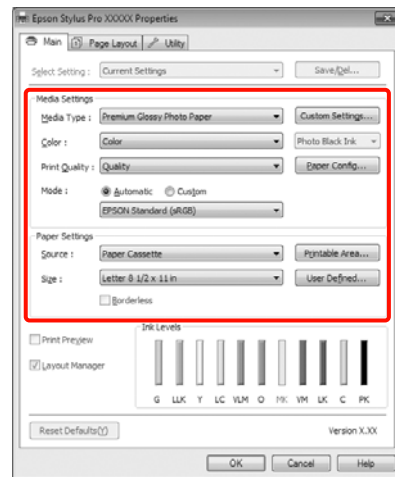 Epson Stylus Pro XXXXX Properties
Main Page Layout Utility
Select Setting : Current Settings Save/Del...
Media Settings
Media Type : Premium Glossy Photo Paper Custom Settings...
Color : Color Photo Black Ink
Print Quality : Quality Paper Config...
Mode : Automatic Custom
EPSON Standard (sRGB)
Paper Settings
Source : Paper Cassette Printable Area...
Size : Letter 8 1/2 x 11 in User Defined...
Borderless
Print Preview
Ink Levels
Layout Manager
G LLK Y LC VLM O MK VM LK C PK
Reset Defaults(Y) Version X.XX
OK Cancel Help